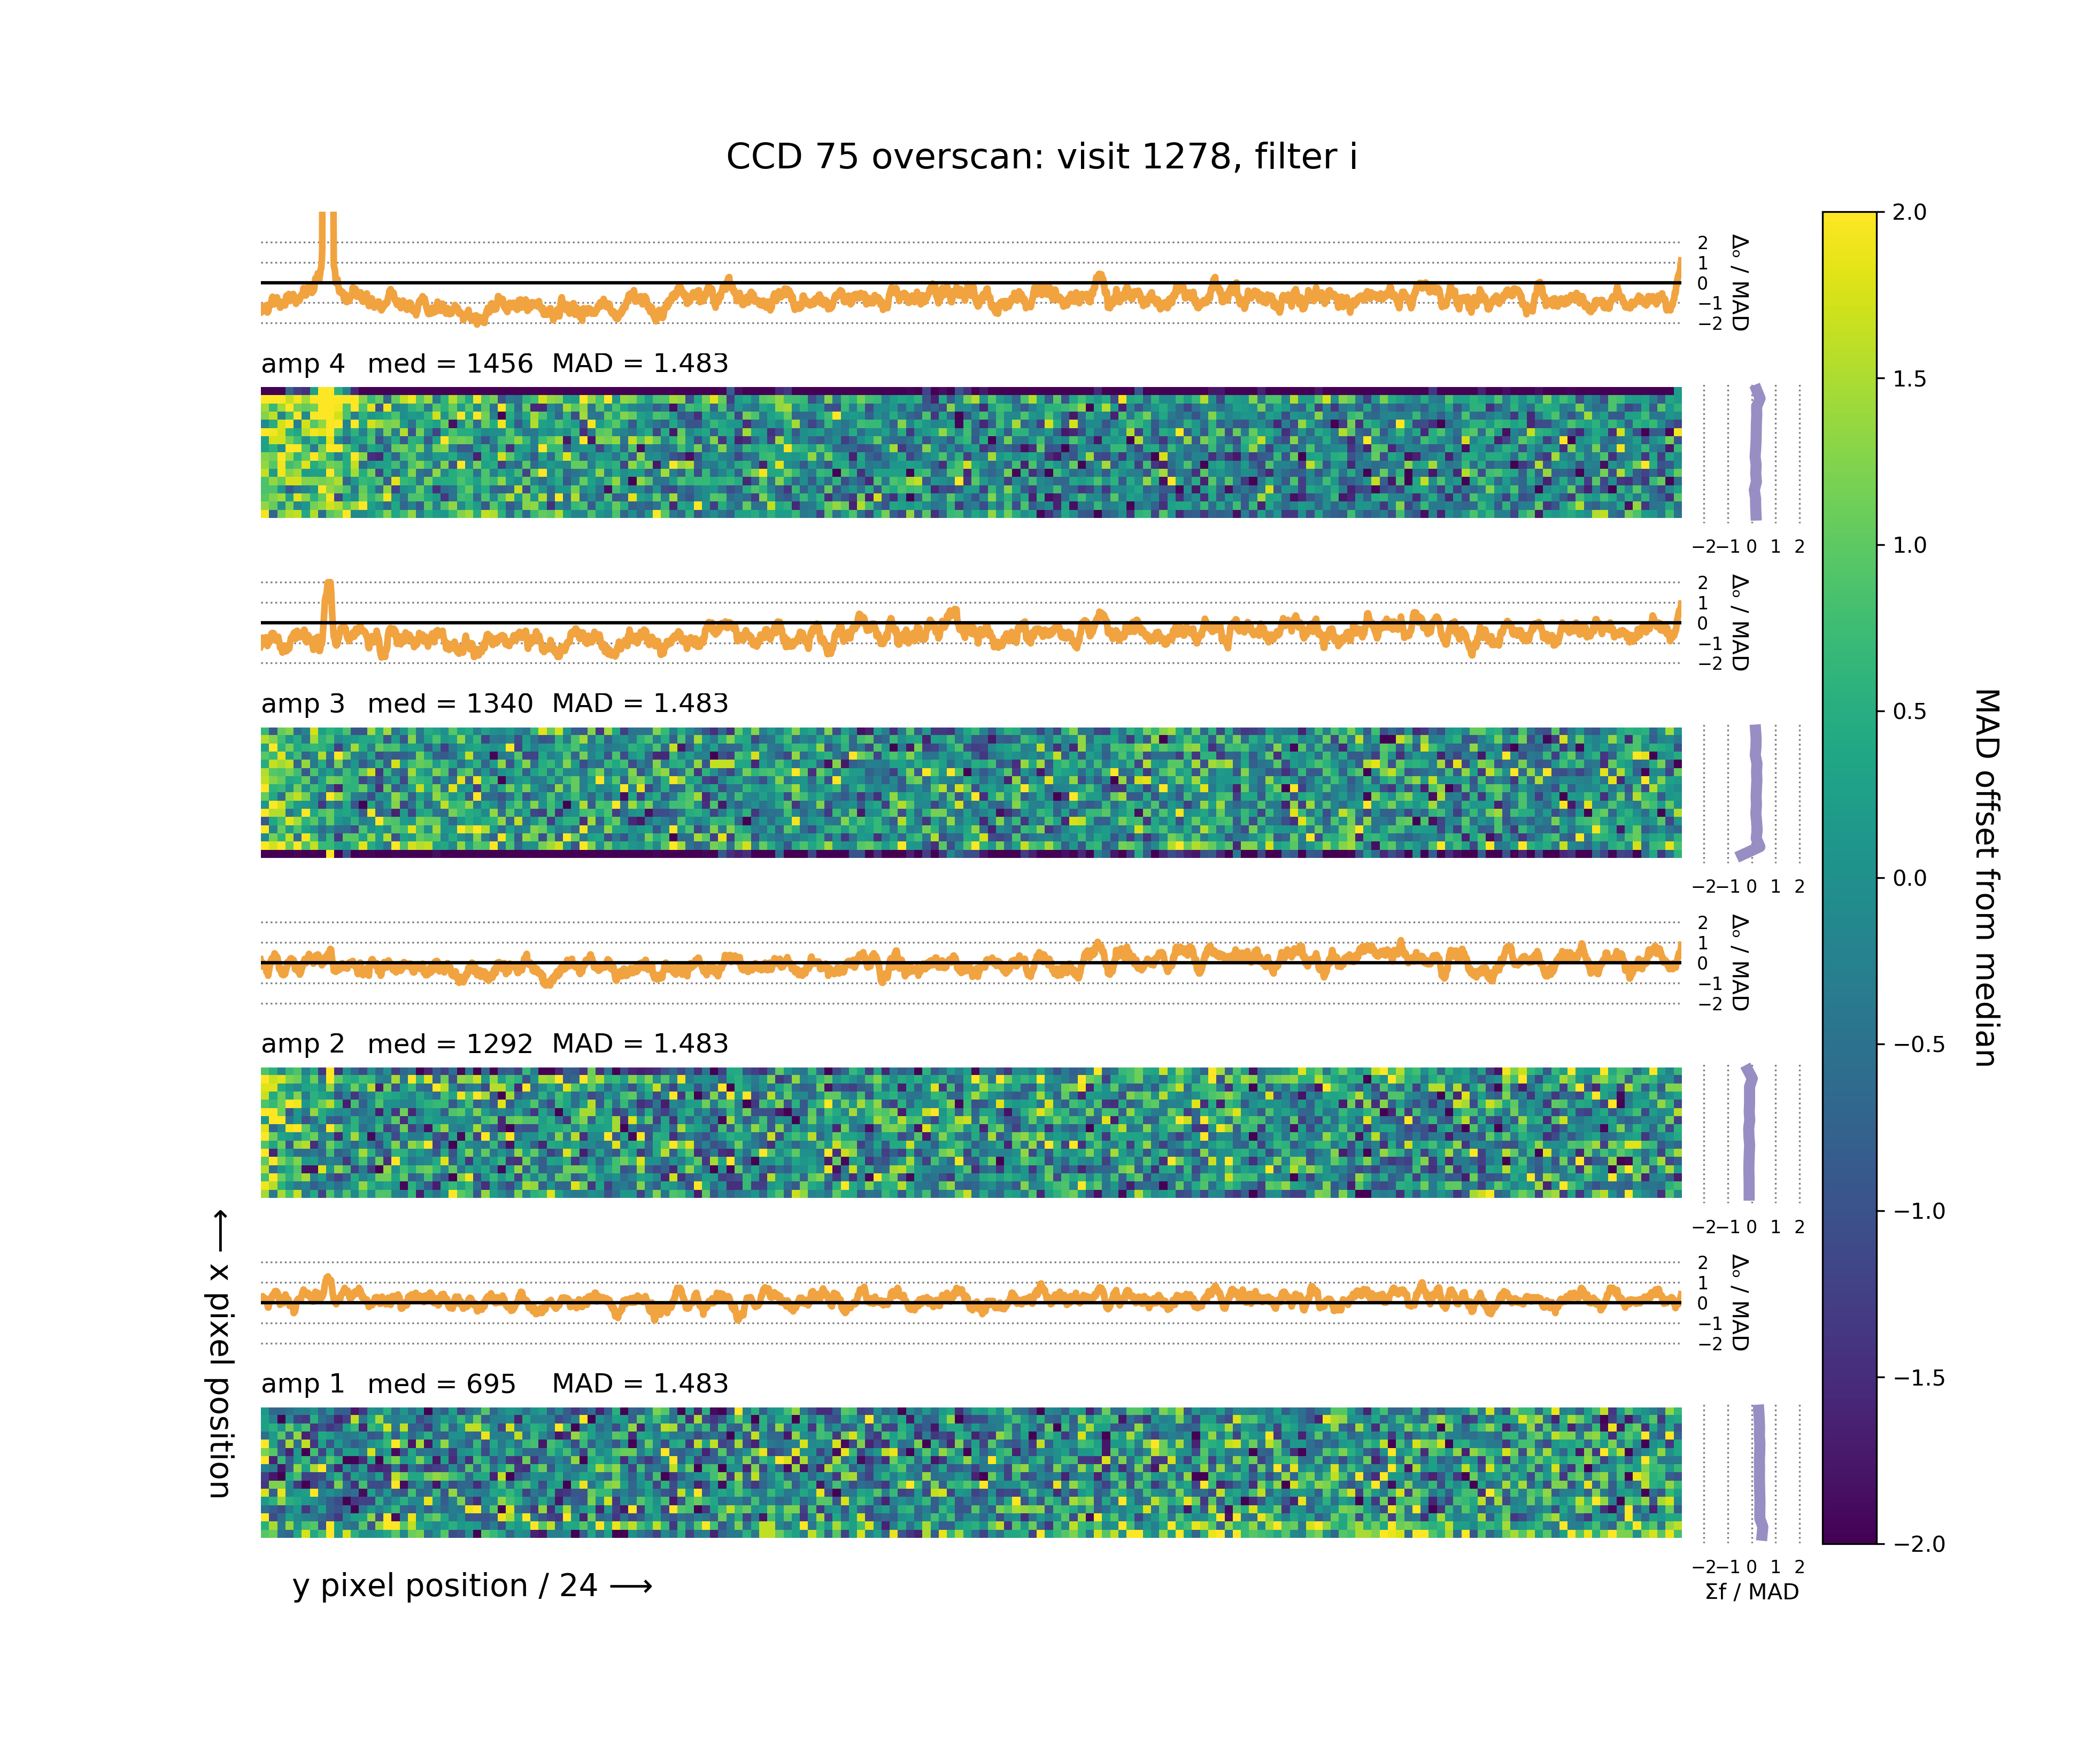 CCD 75 overscan: visit 1278, filter i
2
1
0
−1
−2
Δₒ / MAD
amp 4 med = 1456 MAD = 1.483
−2 −1 0 1 2
2
1
0
−1
−2
Δₒ / MAD
amp 3 med = 1340 MAD = 1.483
−2 −1 0 1 2
2
1
0
−1
−2
Δₒ / MAD
amp 2 med = 1292 MAD = 1.483
−2 −1 0 1 2
2
1
0
−1
−2
Δₒ / MAD
amp 1 med = 695 MAD = 1.483
−2 −1 0 1 2
Σf / MAD
x pixel position ⟶
y pixel position / 24 ⟶
2.0
1.5
1.0
0.5
0.0
−0.5
−1.0
−1.5
−2.0
MAD offset from median